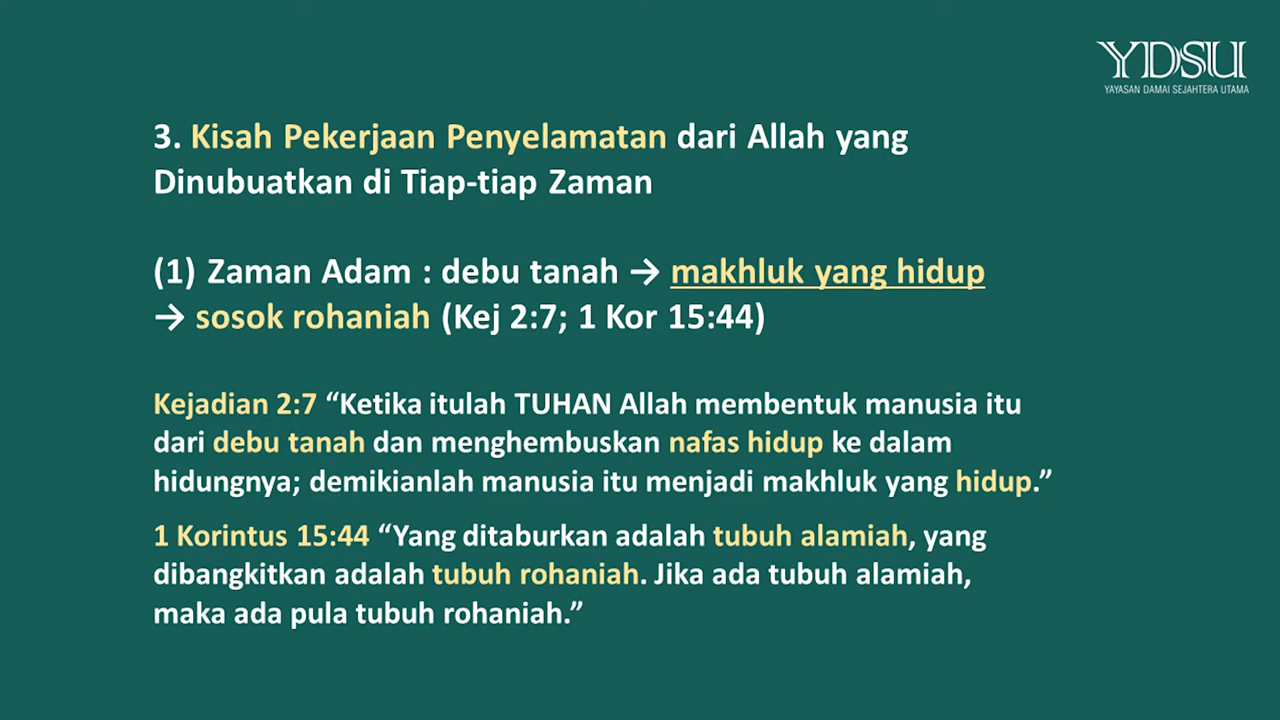 YDSU
YAYASAN DAMAI SEJAHTERA UTAMA
3. Kisah Pekerjaan Penyelamatan dari Allah yang
Dinubuatkan di Tiap-tiap Zaman
(1) Zaman Adam : debu tanah → makhluk yang hidup
→ sosok rohaniah (Kej 2:7; 1 Kor 15:44)
Kejadian 2:7 “Ketika itulah TUHAN Allah membentuk manusia itu
dari debu tanah dan menghembuskan nafas hidup ke dalam
hidungnya; demikianlah manusia itu menjadi makhluk yang hidup.”
1 Korintus 15:44 “Yang ditaburkan adalah tubuh alamiah, yang
dibangkitkan adalah tubuh rohaniah. Jika ada tubuh alamiah,
maka ada pula tubuh rohaniah.”